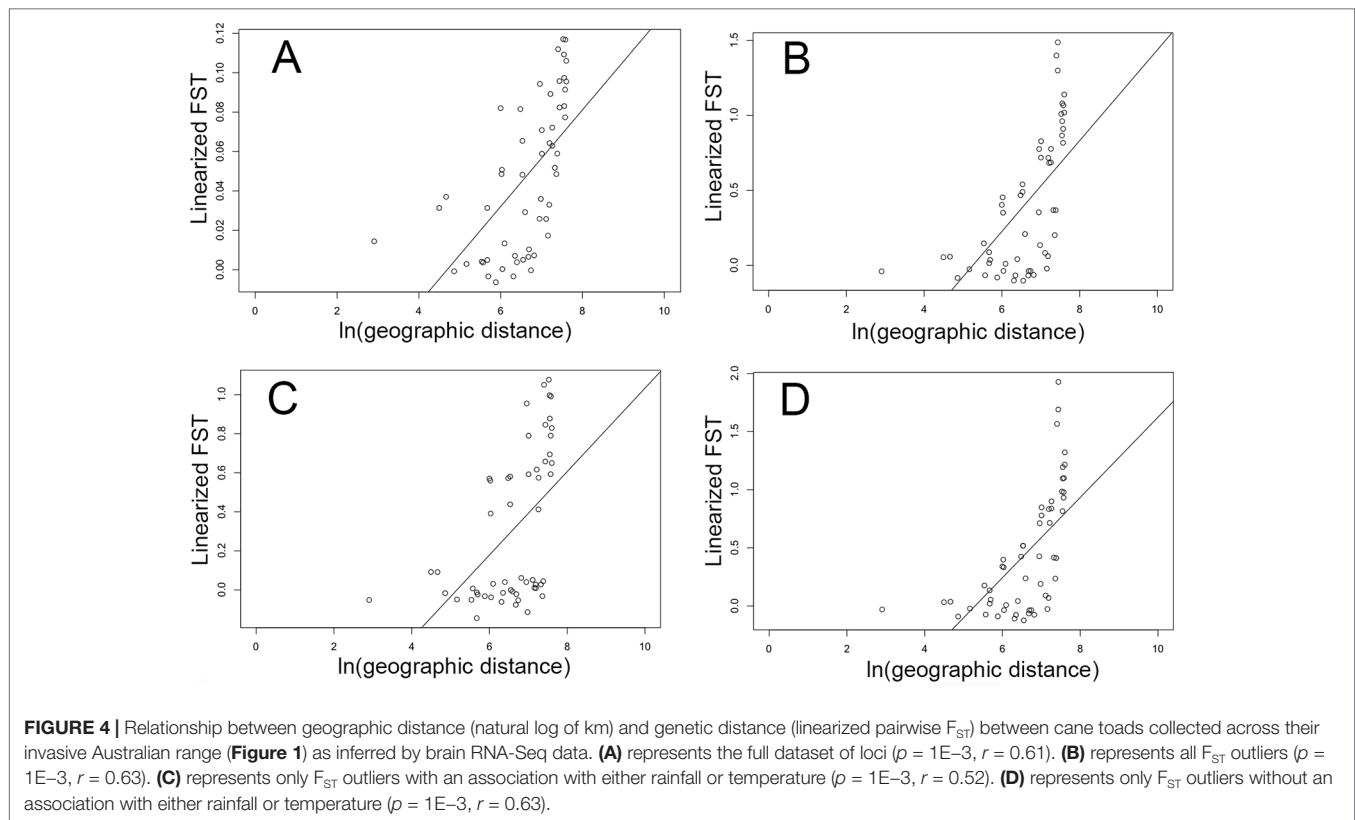 A
Linearized FST
0.12
0.10
0.08
0.06
0.04
0.02
0.00
0 2 4 6 8 10
ln(geographic distance)
B
Linearized FST
1.5
1.0
0.5
0.0
0 2 4 6 8 10
ln(geographic distance)
C
Linearized FST
1.0
0.8
0.6
0.4
0.2
0.0
0 2 4 6 8 10
ln(geographic distance)
D
Linearized FST
2.0
1.5
1.0
0.5
0.0
0 2 4 6 8 10
ln(geographic distance)
FIGURE 4 | Relationship between geographic distance (natural log of km) and genetic distance (linearized pairwise FST) between cane toads collected across their
invasive Australian range (Figure 1) as inferred by brain RNA-Seq data. (A) represents the full dataset of loci (p = 1E–3, r = 0.61). (B) represents all FST outliers (p =
1E–3, r = 0.63). (C) represents only FST outliers with an association with either rainfall or temperature (p = 1E–3, r = 0.52). (D) represents only FST outliers without an
association with either rainfall or temperature (p = 1E–3, r = 0.63).